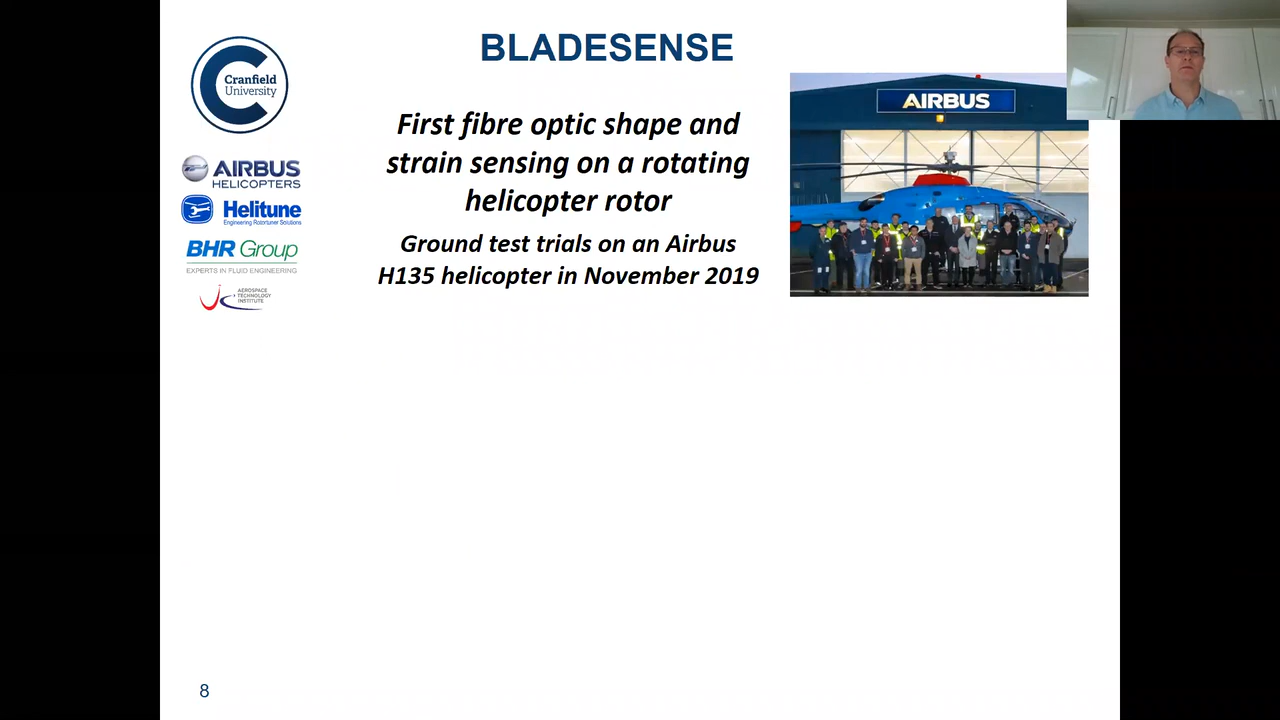 BLADESENSE
Cranfield
University
AIRBUS
HELICOPTERS
Helitune
Engineering Rotortuner Solutions
BHR Group
EXPERTS IN FLUID ENGINEERING
AEROSPACE
TECHNOLOGY
INSTITUTE
First fibre optic shape and
strain sensing on a rotating
helicopter rotor
Ground test trials on an Airbus
H135 helicopter in November 2019
AIRBUS
8